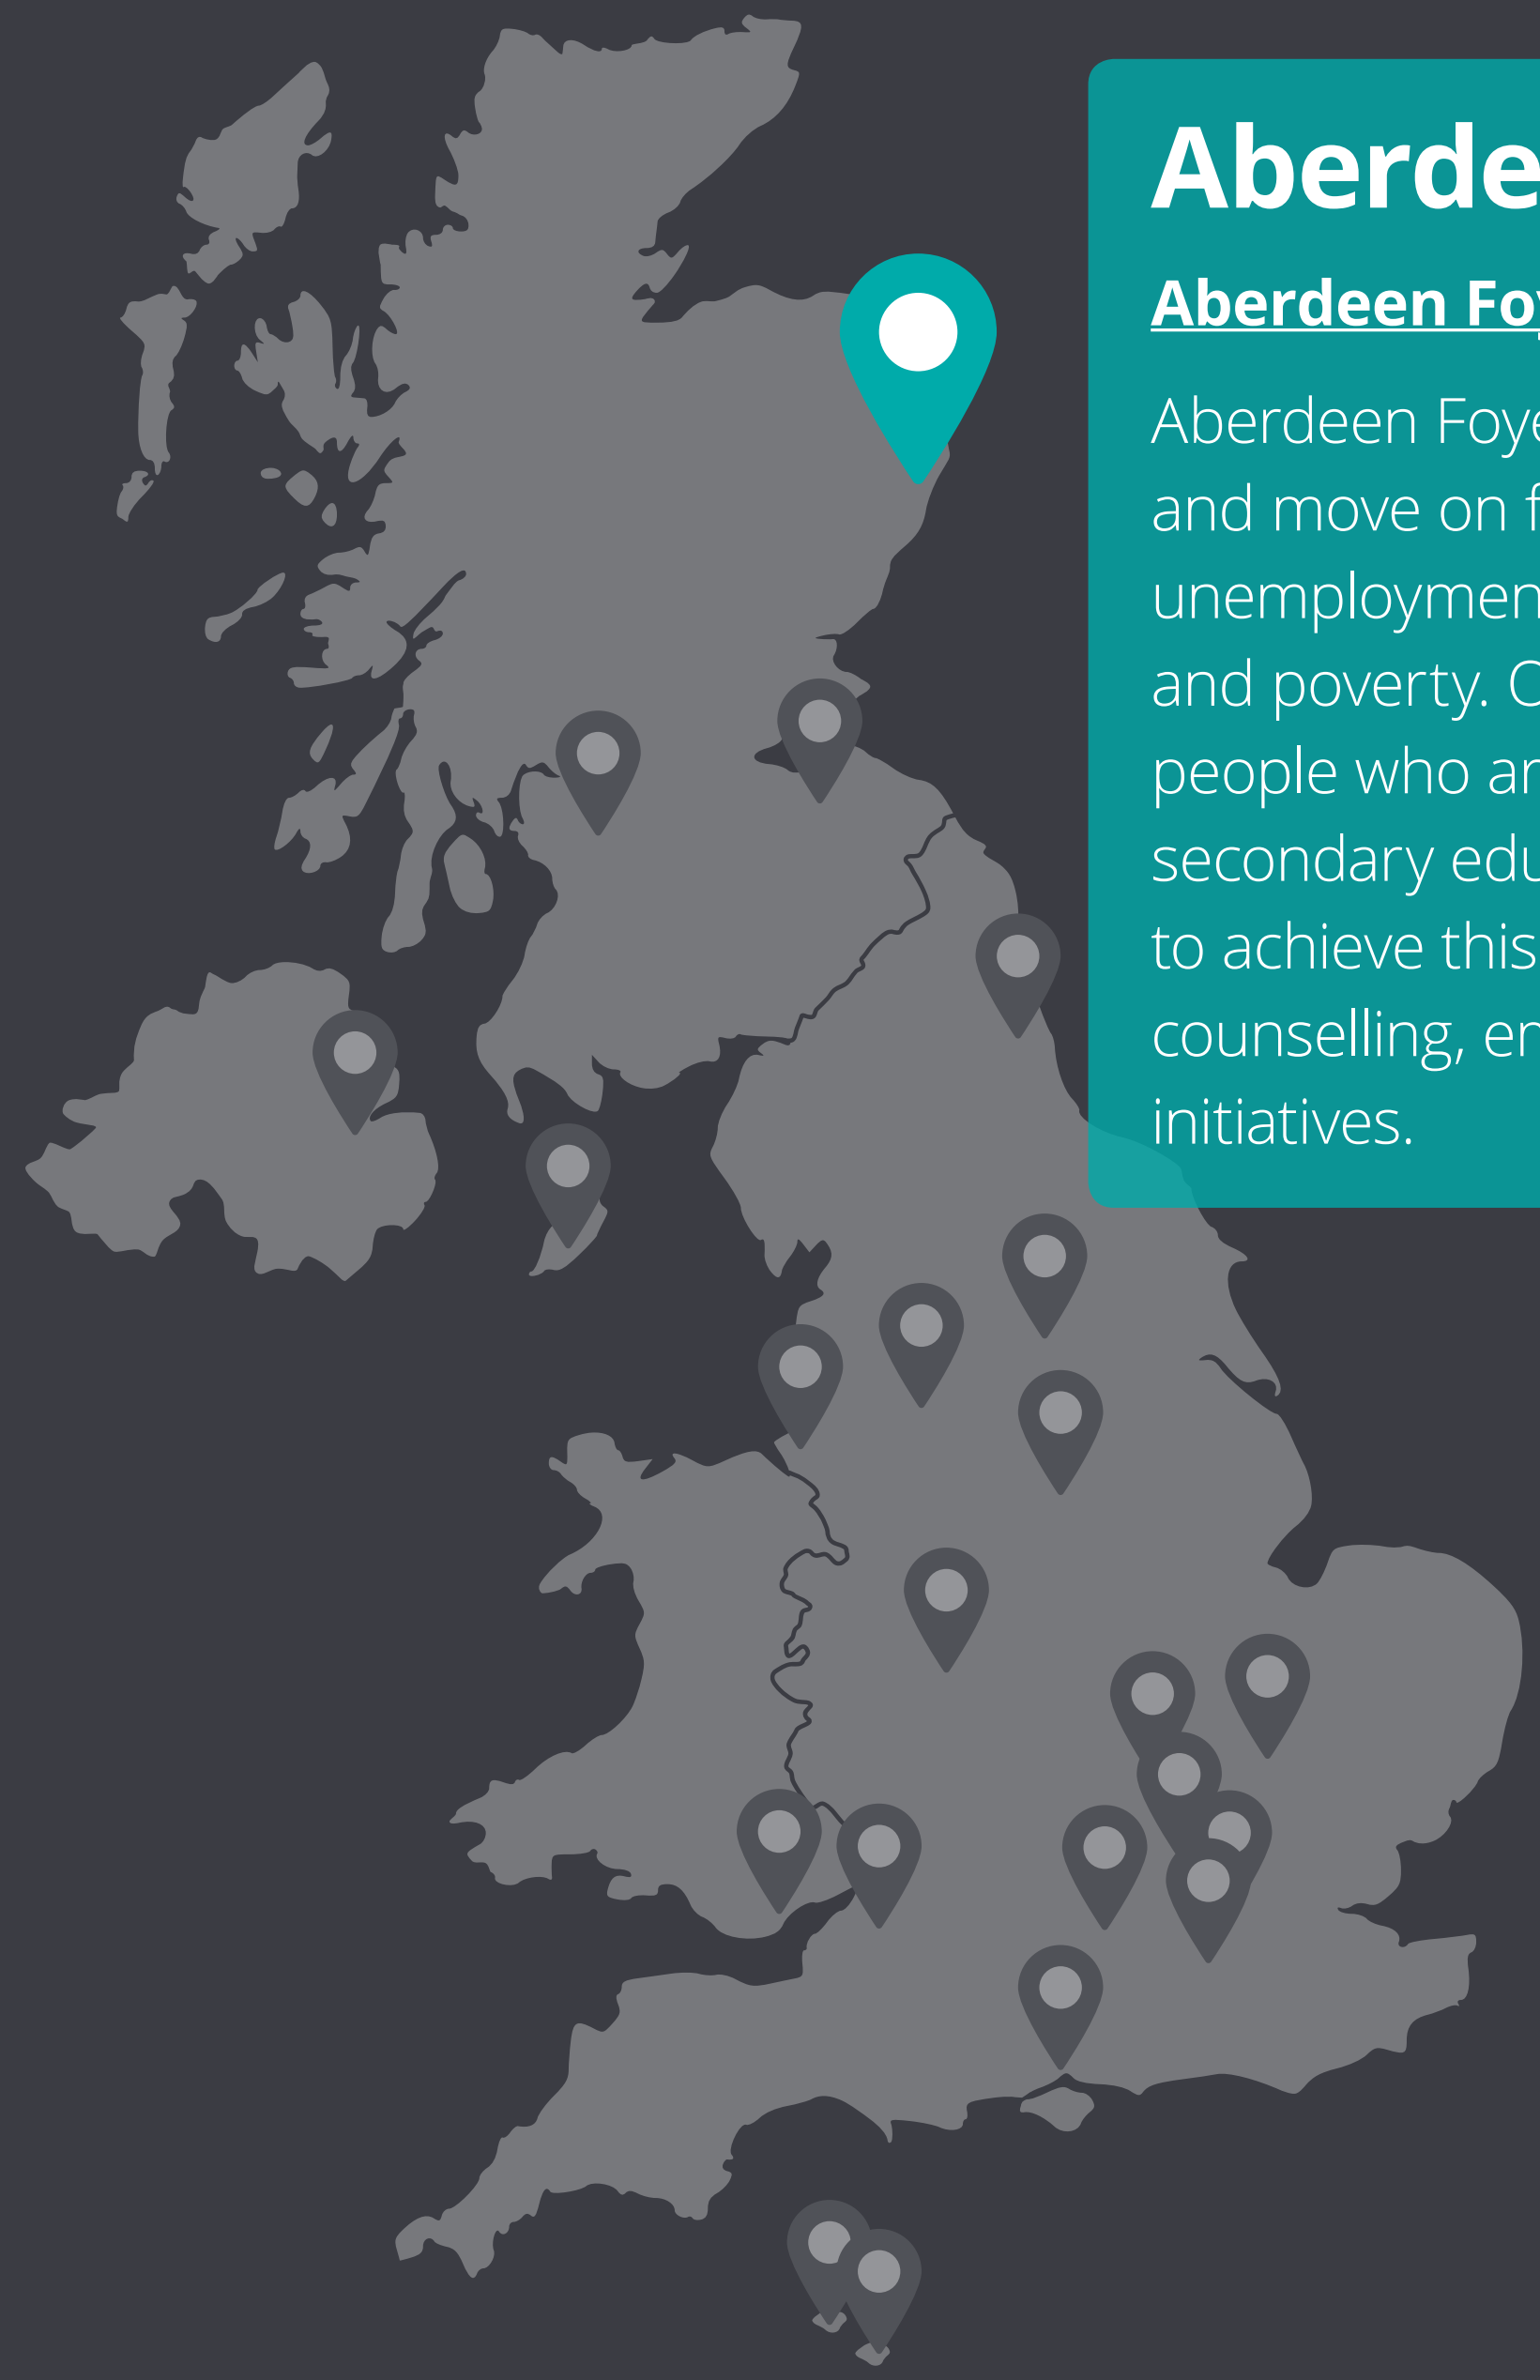 Aberde
Aberdeen Foy
Aberdeen Foye
and move on f
unemploymen
and poverty. O
people who ar
secondary edu
to achieve this
counselling, en
initiatives.